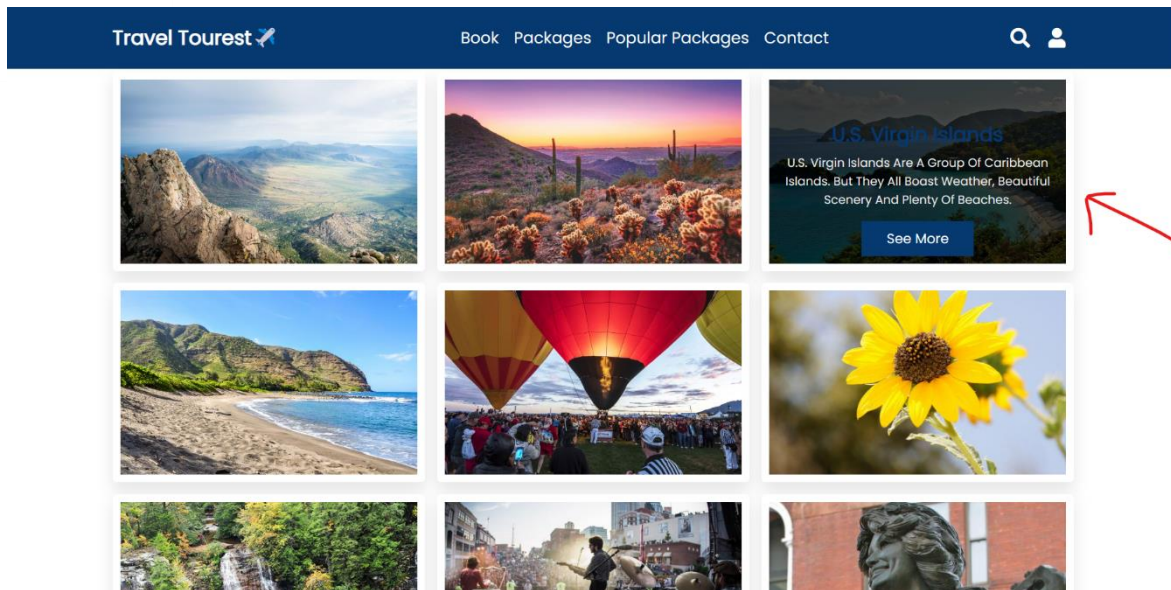 Travel Tourest
Book Packages Popular Packages Contact
U.S. Virgin Islands
U.S. Virgin Islands Are A Group Of Caribbean
Islands. But They All Boast Weather, Beautiful
Scenery And Plenty Of Beaches.
See More